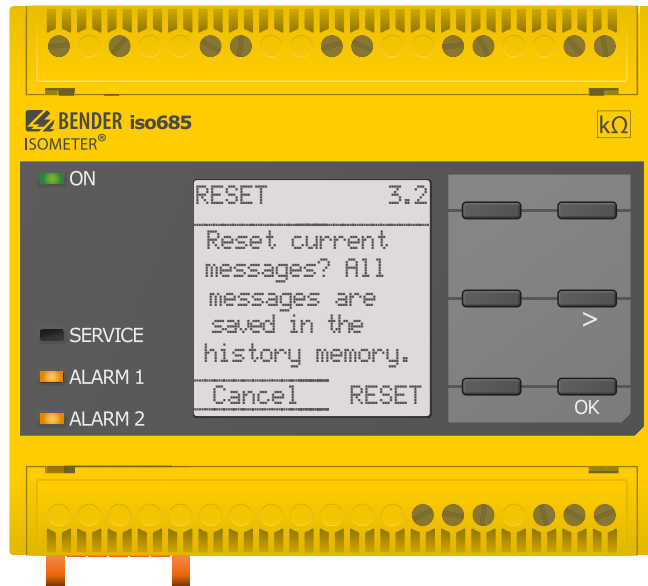 BENDER iso685
ISOMETER®
kΩ
ON
RESET 3.2
Reset current
messages? All
messages are
saved in the
history memory.
Cancel RESET
SERVICE
ALARM 1
ALARM 2
>
OK